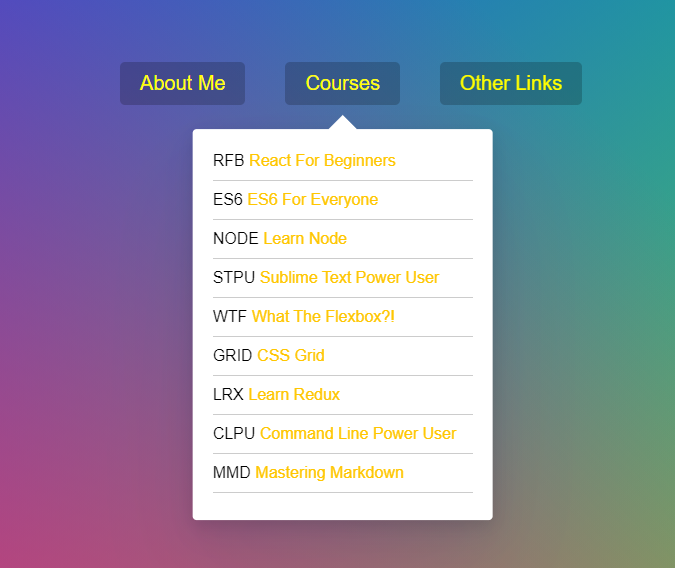 About Me Courses Other Links
RFB React For Beginners
ES6 ES6 For Everyone
NODE Learn Node
STPU Sublime Text Power User
WTF What The Flexbox?!
GRID CSS Grid
LRX Learn Redux
CLPU Command Line Power User
MMD Mastering Markdown